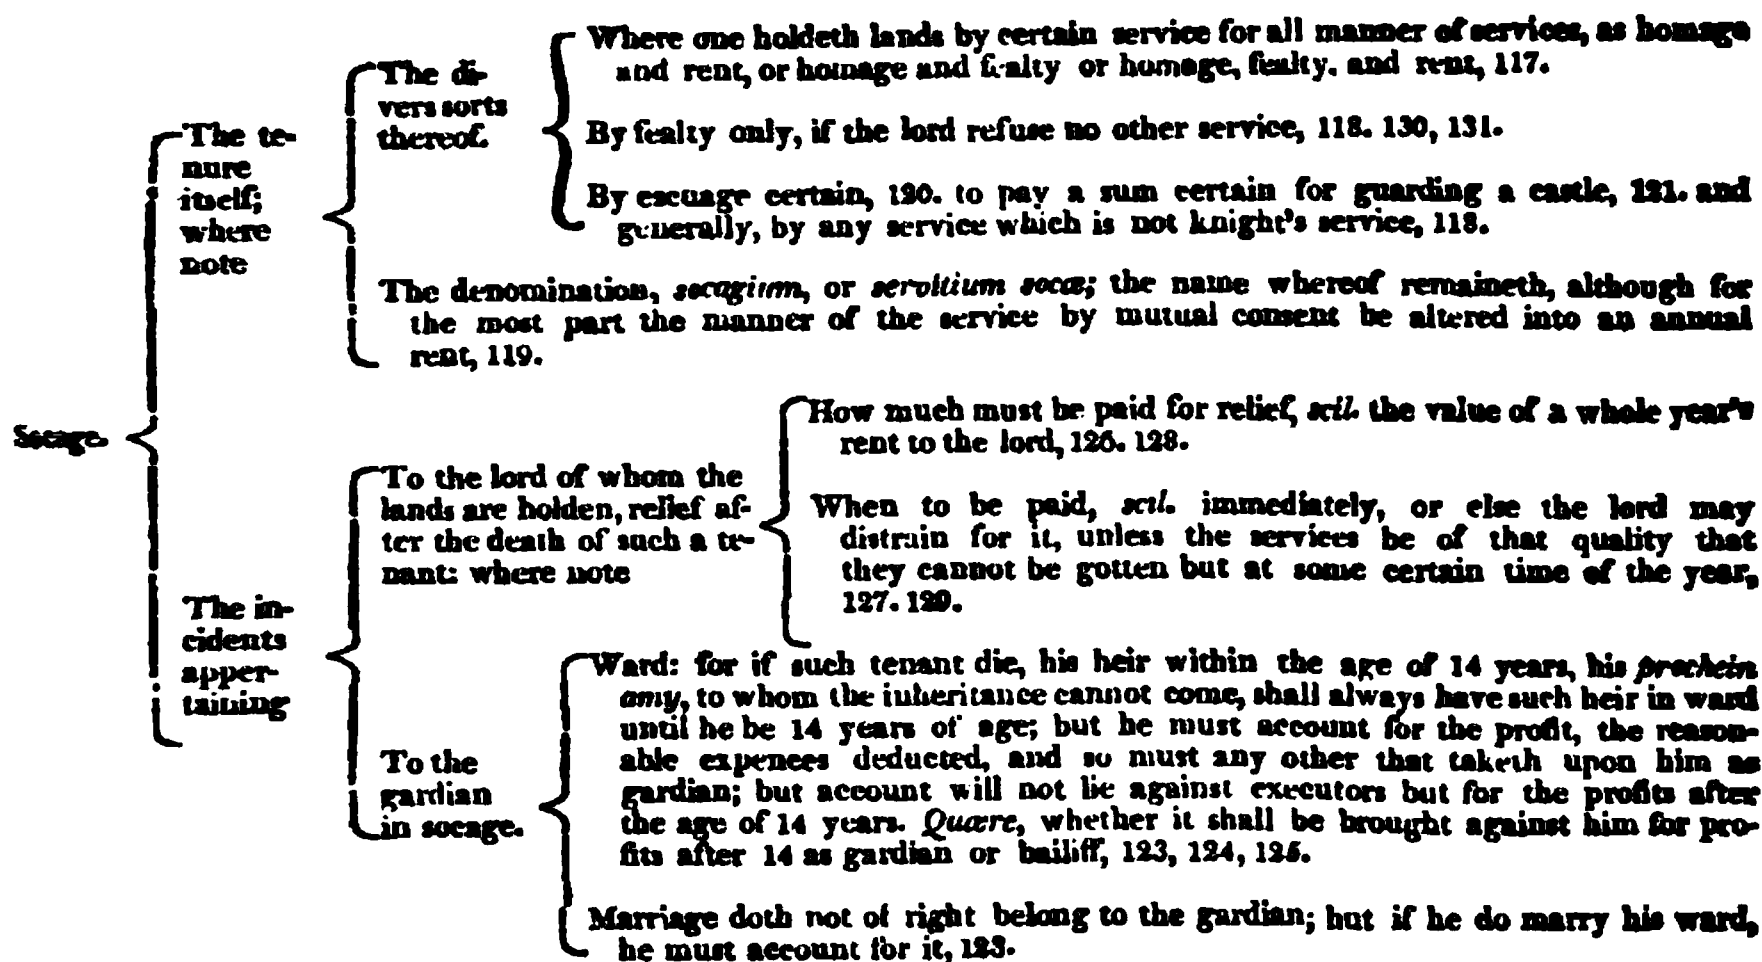 Socage.
The te-
nure
itself;
where
note
The di-
vers sorts
thereof.
Where one holdeth lands by certain service for all manner of services, as homage
and rent, or homage and fealty or homage, fealty. and rent, 117.
By fealty only, if the lord refuse no other service, 118. 130, 131.
By escuage certain, 120. to pay a sum certain for guarding a castle, 121. and
generally, by any service which is not knight's service, 118.
The denomination, socagium, or servitium socæ; the name whereof remaineth, although for
the most part the manner of the service by mutual consent be altered into an annual
rent, 119.
The in-
cidents
apper-
taining
To the lord of whom the
lands are holden, relief af-
ter the death of such a te-
nant: where note
How much must be paid for relief, scil. the value of a whole year's
rent to the lord, 126. 128.
When to be paid, scil. immediately, or else the lord may
distrain for it, unless the services be of that quality that
they cannot be gotten but at some certain time of the year,
127. 129.
To the
gardian
in socage.
Ward: for if such tenant die, his heir within the age of 14 years, his prochein
amy, to whom the inheritance cannot come, shall always have such heir in ward
until he be 14 years of age; but he must account for the profit, the reason-
able expences deducted, and so must any other that taketh upon him as
gardian; but account will not lie against executors but for the profits after
the age of 14 years. Quære, whether it shall be brought against him for pro-
fits after 14 as gardian or bailiff, 123, 124, 125.
Marriage doth not of right belong to the gardian; but if he do marry his ward,
he must account for it, 123.